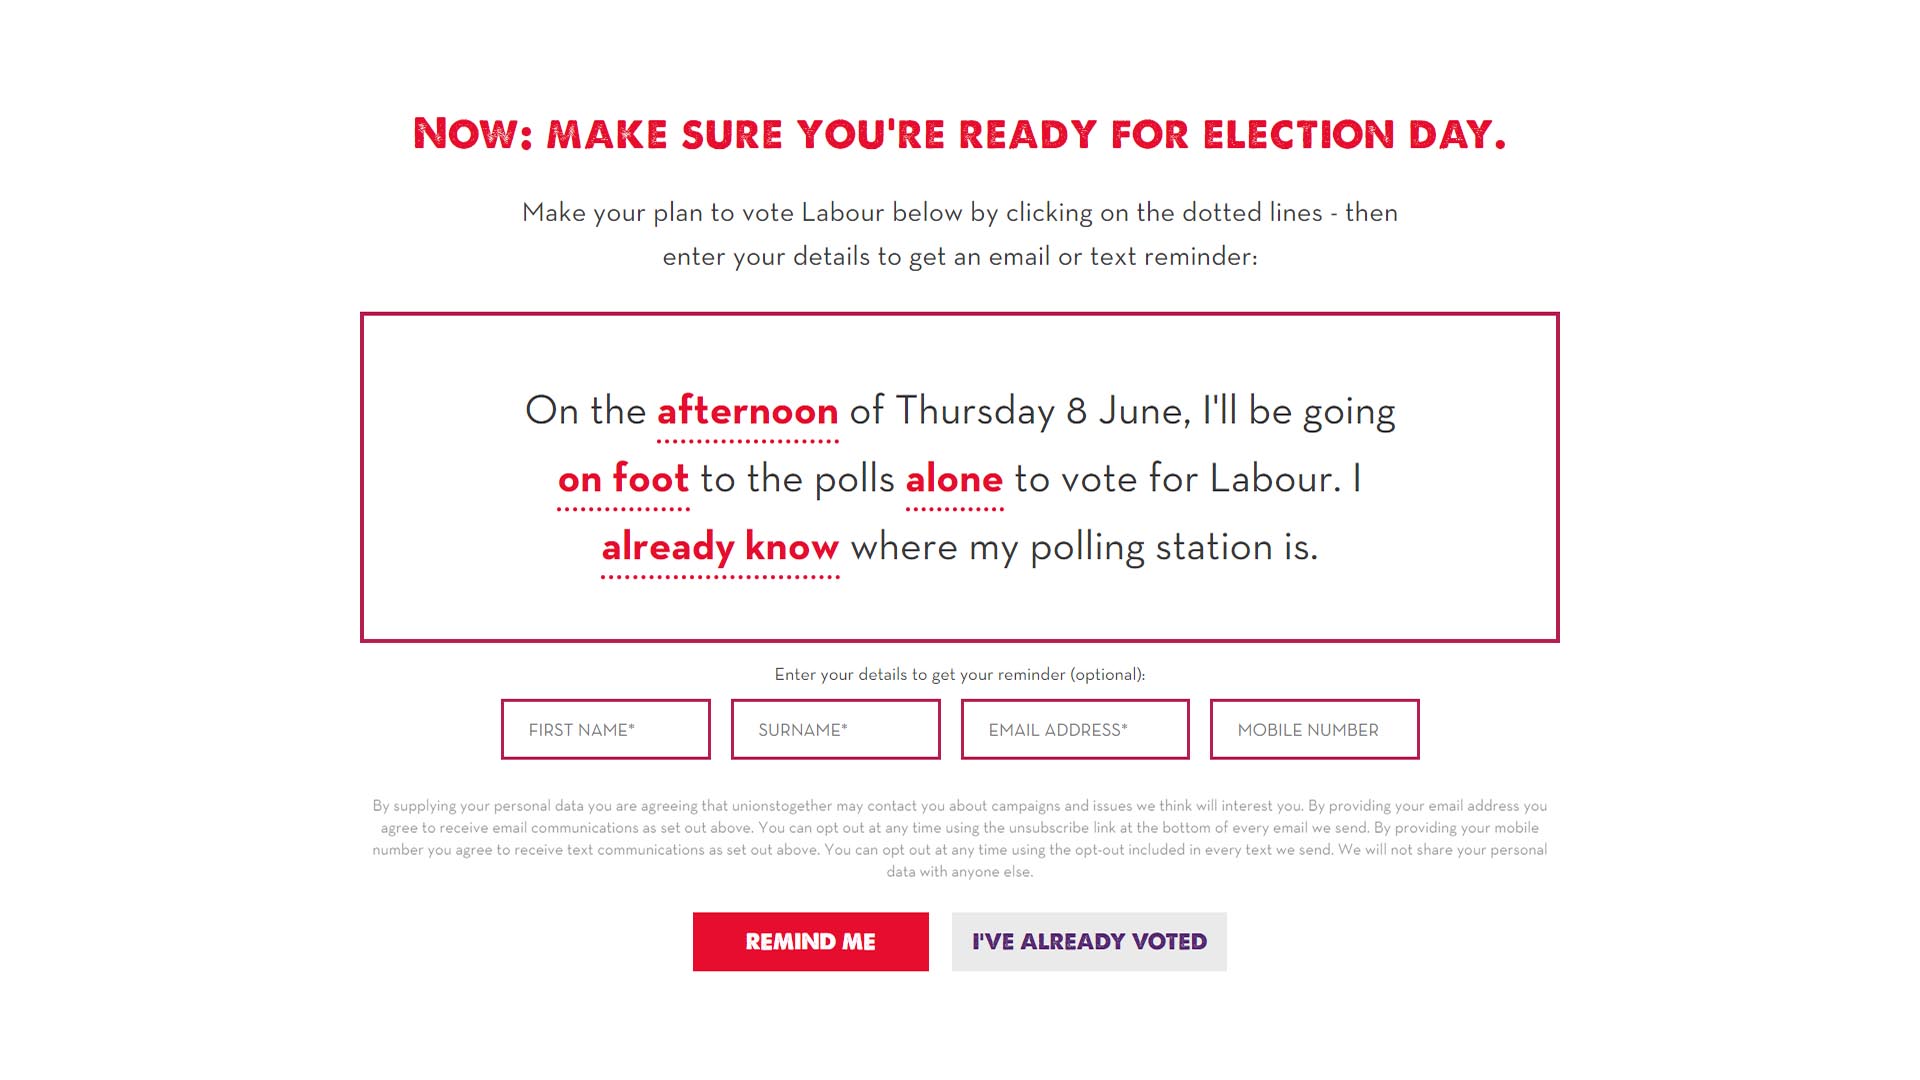 Now: make sure you're ready for election day.
Make your plan to vote Labour below by clicking on the dotted lines - then
enter your details to get an email or text reminder:
On the afternoon of Thursday 8 June, I'll be going
on foot to the polls alone to vote for Labour. I
already know where my polling station is.
Enter your details to get your reminder (optional):
FIRST NAME* SURNAME* EMAIL ADDRESS* MOBILE NUMBER
By supplying your personal data you are agreeing that unionstogether may contact you about campaigns and issues we think will interest you. By providing your email address you
agree to receive email communications as set out above. You can opt out at any time using the unsubscribe link at the bottom of every email we send. By providing your mobile
number you agree to receive text communications as set out above. You can opt out at any time using the opt-out included in every text we send. We will not share your personal
data with anyone else.
REMIND ME I'VE ALREADY VOTED